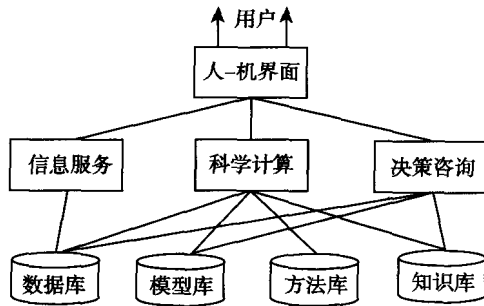 用户
人-机界面
信息服务 科学计算 决策咨询
数据库 模型库 方法库 知识库